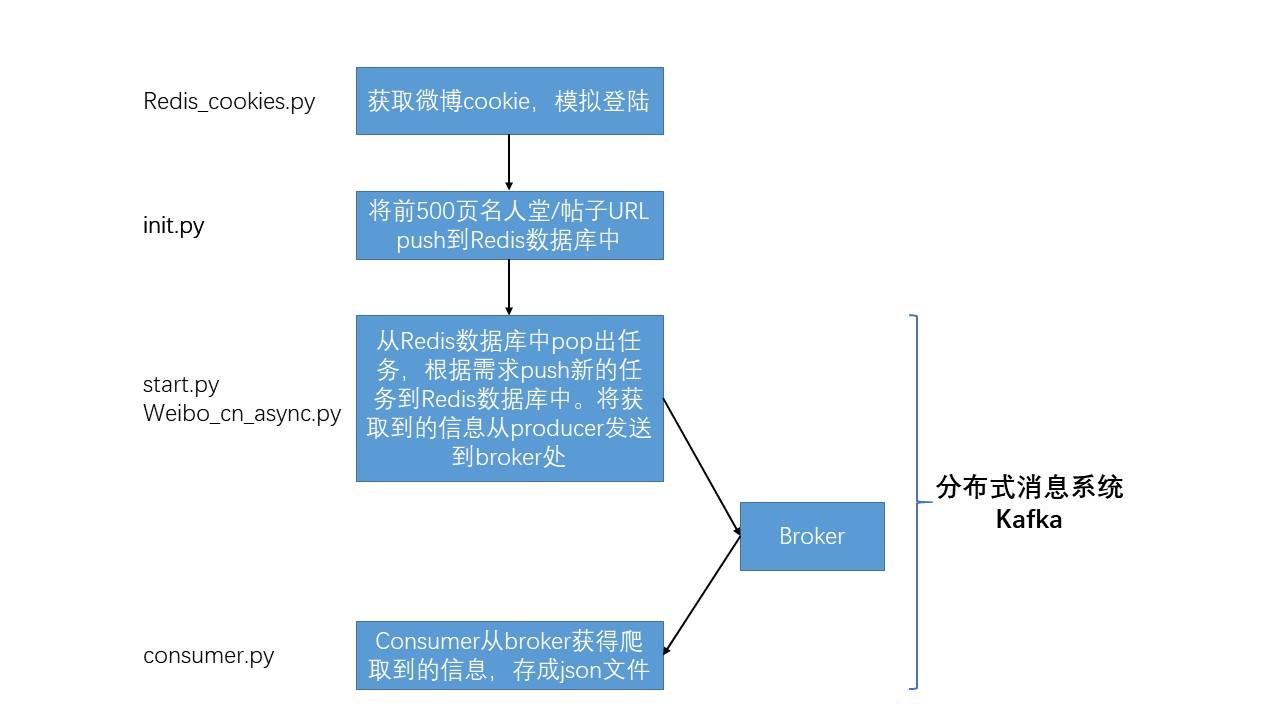 Redis_cookies.py
获取微博cookie，模拟登陆
init.py
将前500页名人堂/帖子URL
push到Redis数据库中
start.py
Weibo_cn_async.py
从Redis数据库中pop出任
务，根据需求push新的任
务到Redis数据库中。将获
取到的信息从producer发送
到broker处
Broker
分布式消息系统
Kafka
consumer.py
Consumer从broker获得爬
取到的信息，存成json文件